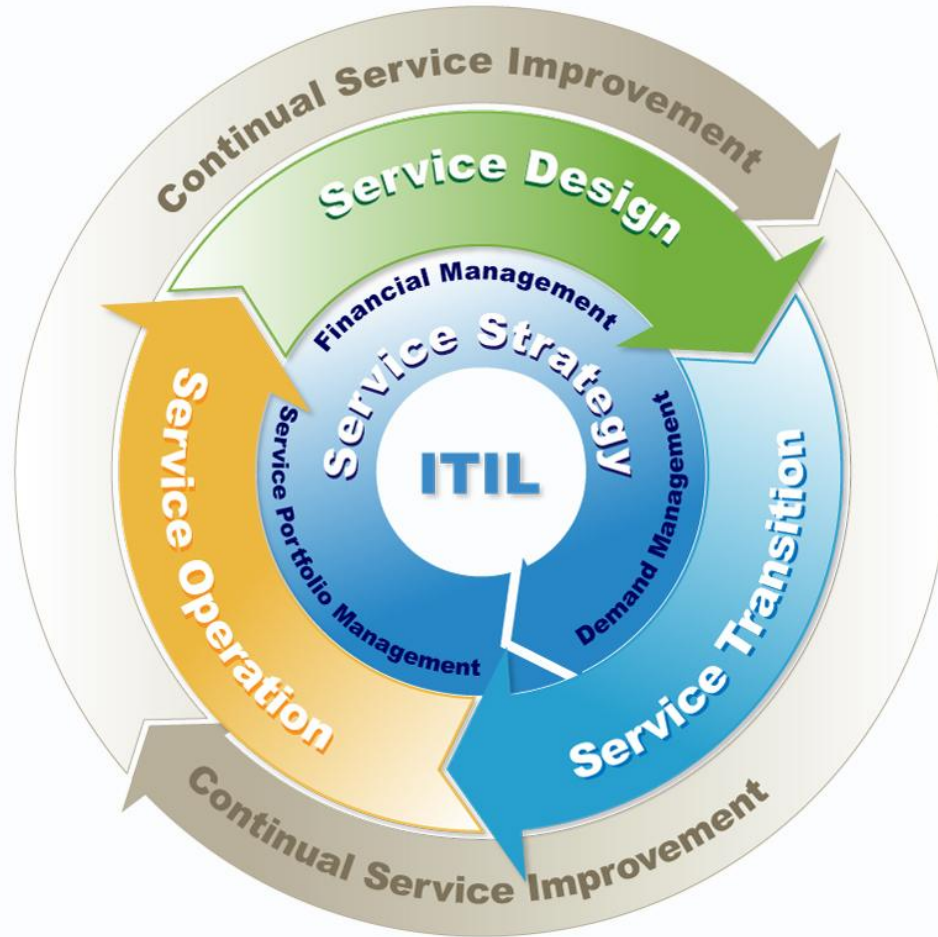 Continual Service Improvement
Service Design
Financial Management
Service Strategy
ITIL
Service Portfolio Management
Demand Management
Service Operation
Service Transition
Continual Service Improvement